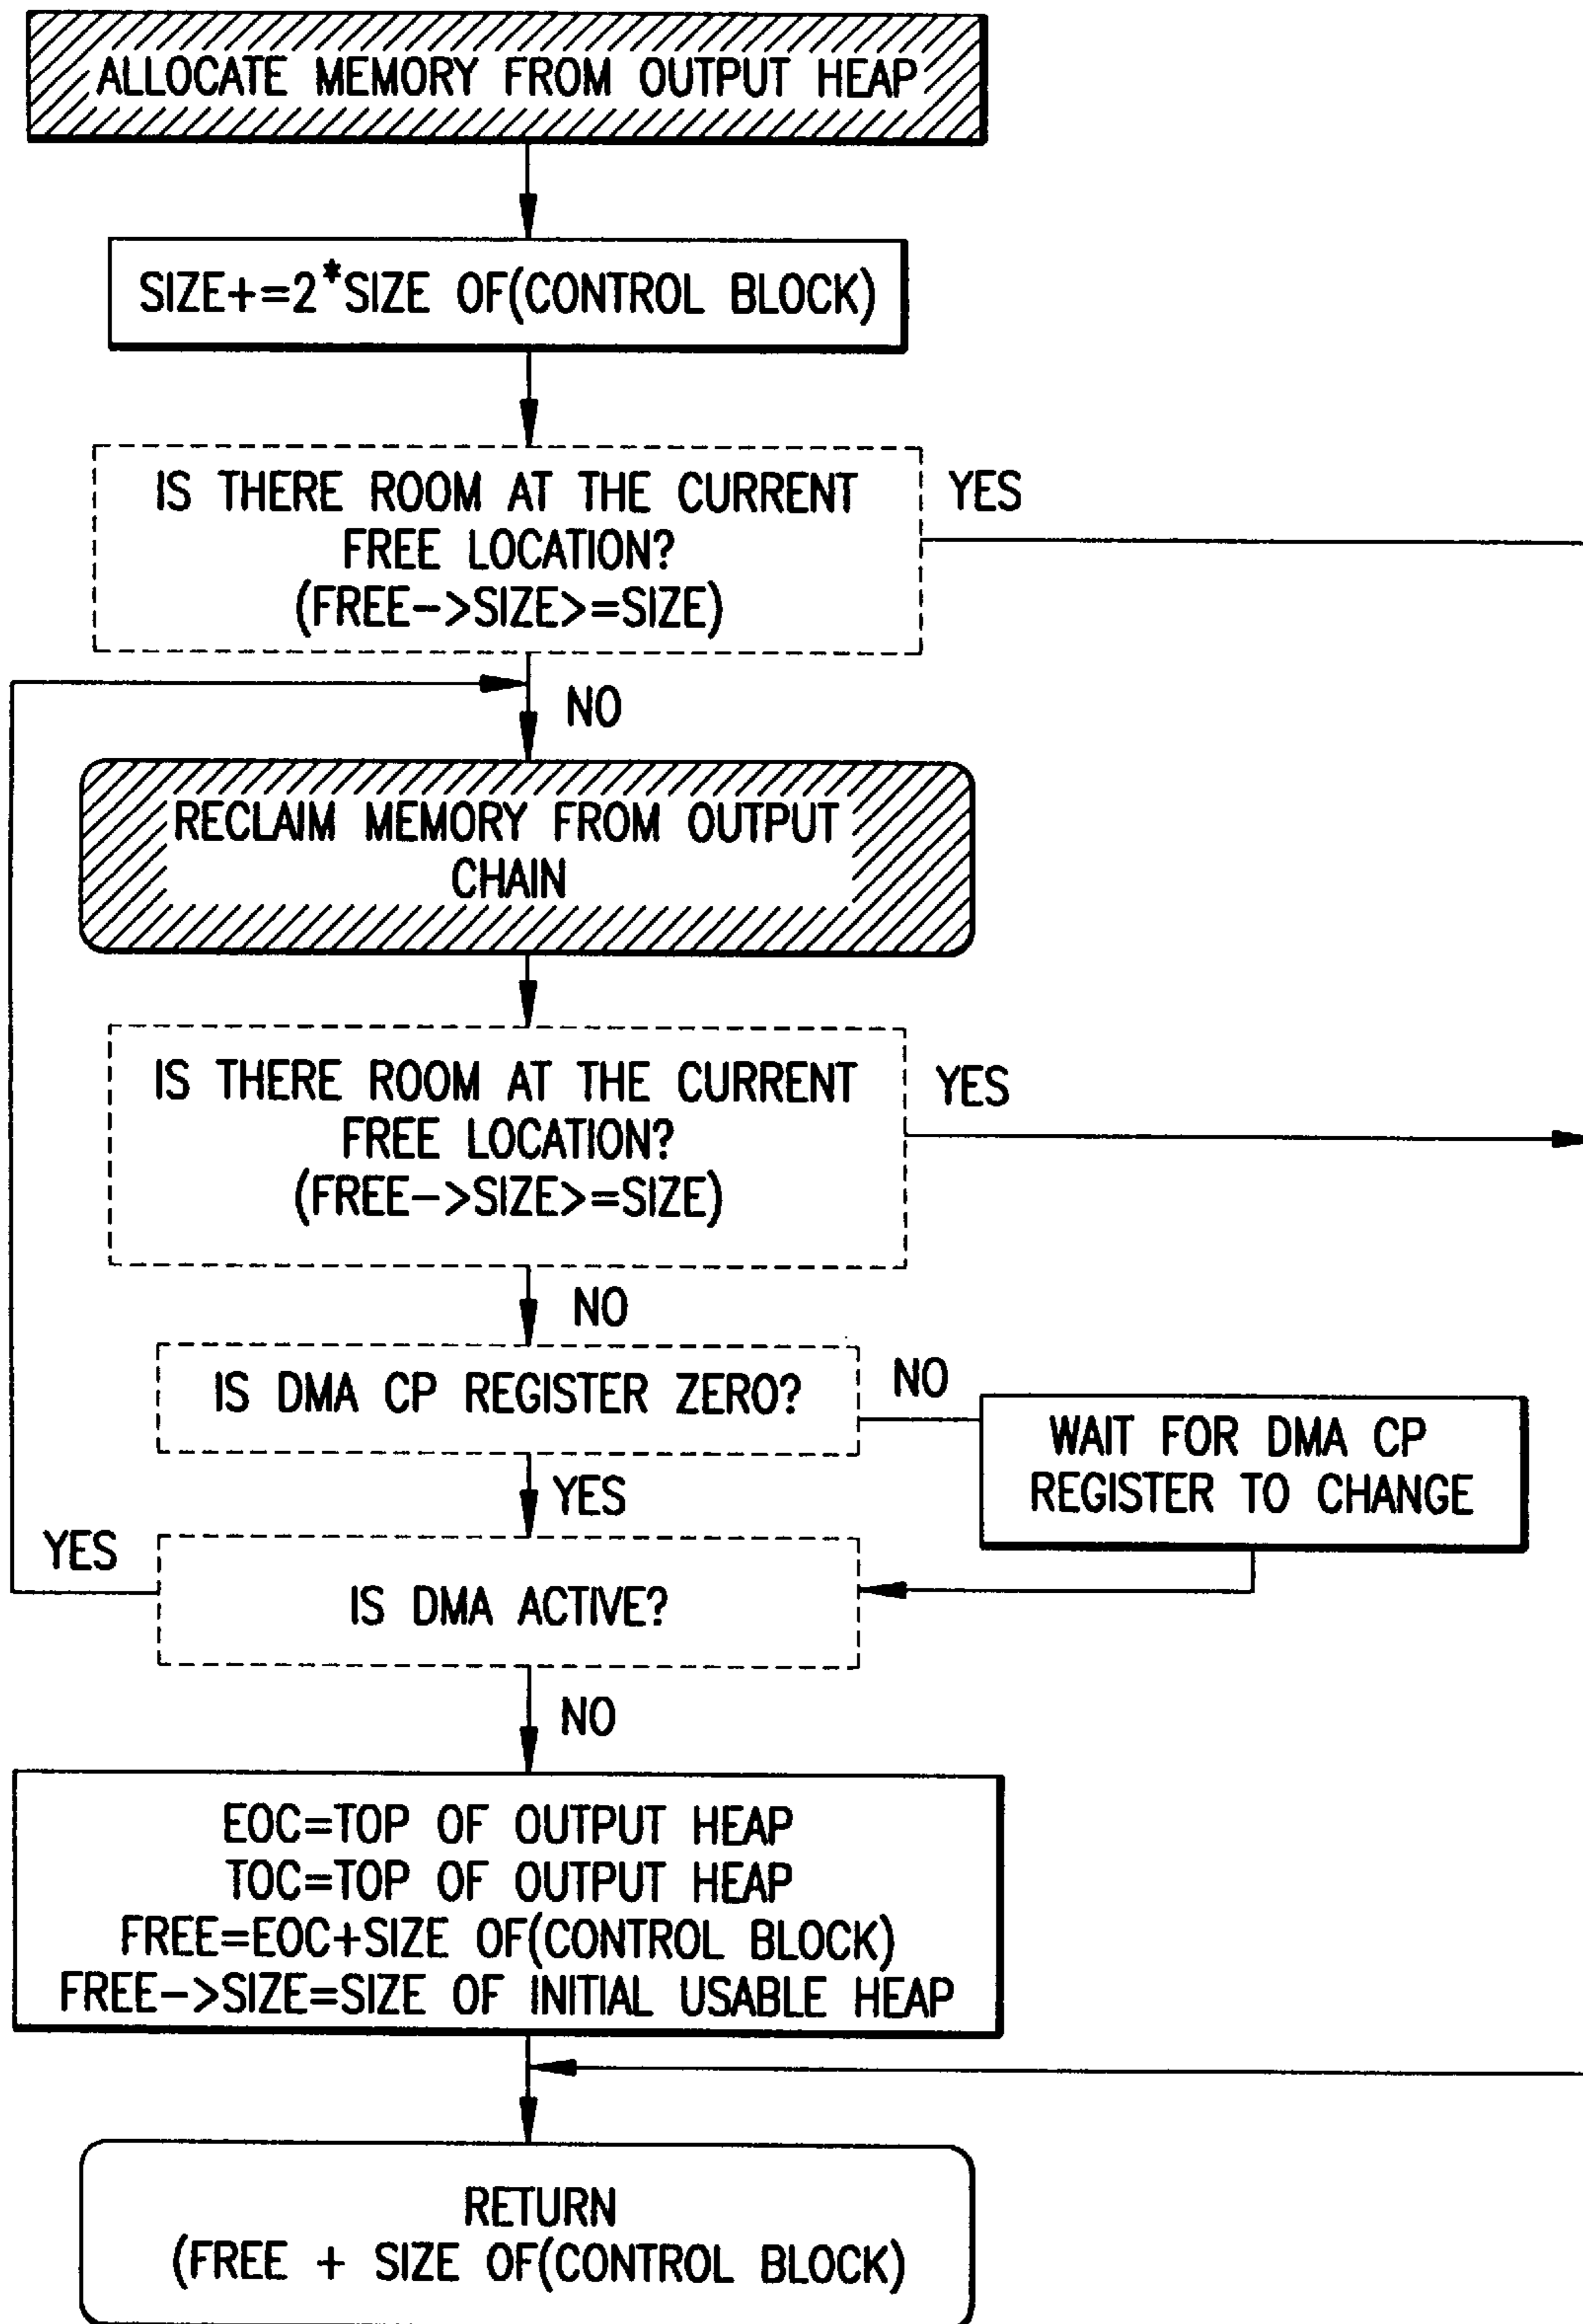 ALLOCATE MEMORY FROM OUTPUT HEAP
SIZE+=2*SIZE OF(CONTROL BLOCK)
IS THERE ROOM AT THE CURRENT
FREE LOCATION?
(FREE->SIZE>=SIZE)
YES
NO
RECLAIM MEMORY FROM OUTPUT
CHAIN
IS THERE ROOM AT THE CURRENT
FREE LOCATION?
(FREE->SIZE>=SIZE)
YES
NO
IS DMA CP REGISTER ZERO?
NO
WAIT FOR DMA CP
REGISTER TO CHANGE
YES
YES
IS DMA ACTIVE?
NO
EOC=TOP OF OUTPUT HEAP
TOC=TOP OF OUTPUT HEAP
FREE=EOC+SIZE OF(CONTROL BLOCK)
FREE->SIZE=SIZE OF INITIAL USABLE HEAP
RETURN
(FREE + SIZE OF(CONTROL BLOCK)